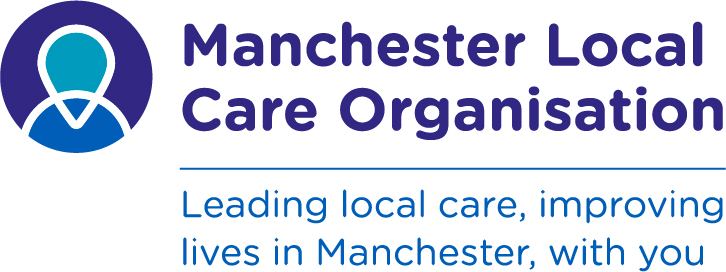 Manchester Local
Care Organisation
Leading local care, improving
lives in Manchester, with you